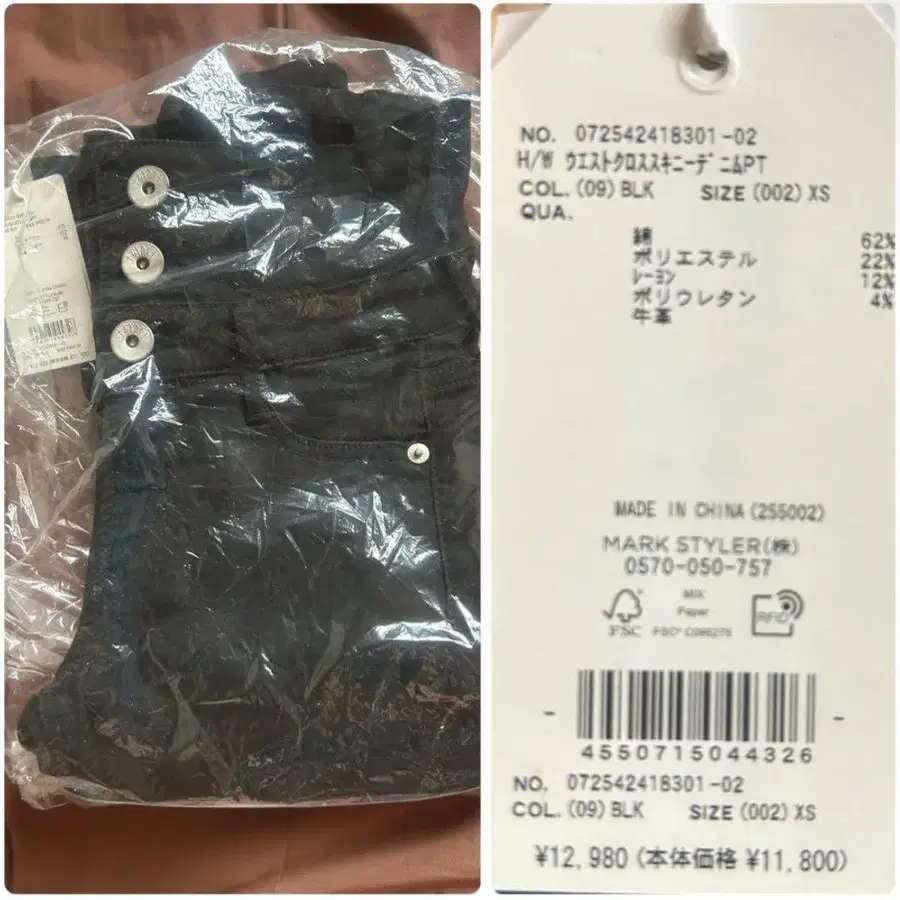 NO. 072542418301-02
H/W ウエストクロススキニーデニムPT
COL. (09) BLK SIZE (002) XS
QUA.
綿 62%
ポリエステル 22%
レーヨン 12%
ポリウレタン 4%
牛革
MADE IN CHINA (255002)
MARK STYLER(株)
0570-050-757
MIX
Paper
FSC
RFID
4550715044326
NO. 072542418301-02
COL. (09) BLK SIZE (002) XS
¥12,980 (本体価格 ¥11,800)